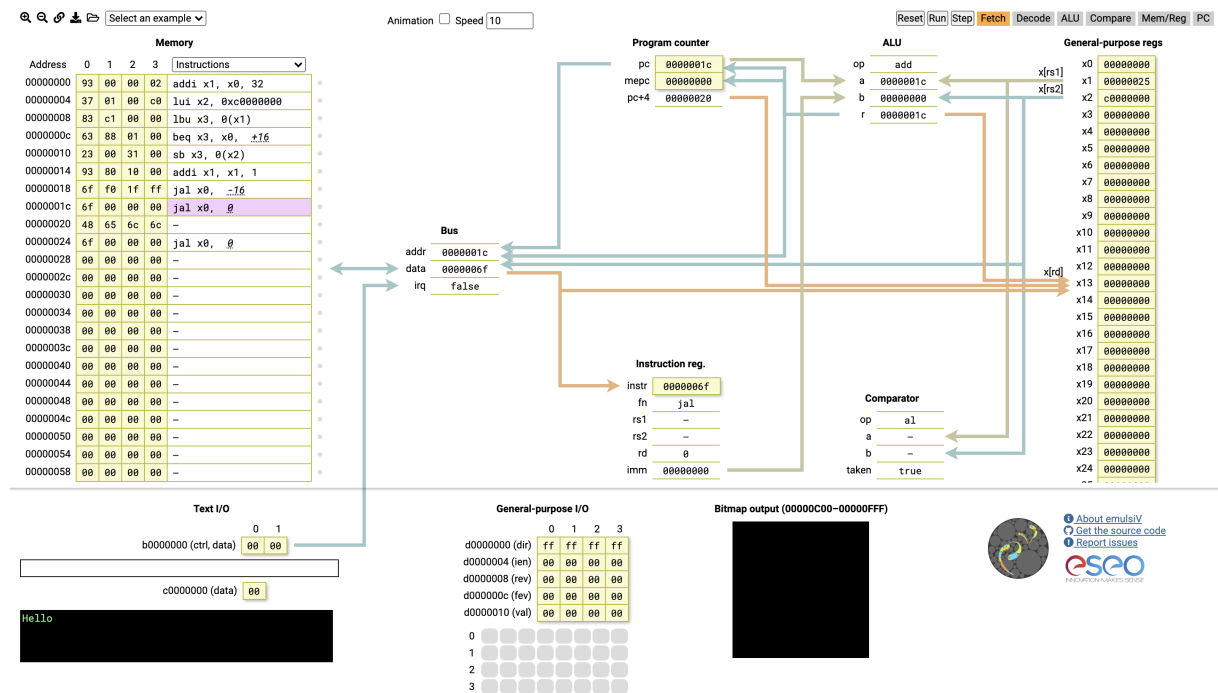 Select an example
Animation Speed 10
Reset Run Step Fetch Decode ALU Compare Mem/Reg PC
Memory
Address 0 1 2 3 Instructions
00000000 93 00 00 02 addi x1, x0, 32
00000004 37 01 00 c0 lui x2, 0xc0000000
00000008 83 c1 00 00 lbu x3, 0(x1)
0000000c 63 88 01 00 beq x3, x0, +16
00000010 23 00 31 00 sb x3, 0(x2)
00000014 93 80 10 00 addi x1, x1, 1
00000018 6f f0 1f ff jal x0, -16
0000001c 6f 00 00 00 jal x0, 0
00000020 48 65 6c 6c –
00000024 6f 00 00 00 jal x0, 0
00000028 00 00 00 00 –
0000002c 00 00 00 00 –
00000030 00 00 00 00 –
00000034 00 00 00 00 –
00000038 00 00 00 00 –
0000003c 00 00 00 00 –
00000040 00 00 00 00 –
00000044 00 00 00 00 –
00000048 00 00 00 00 –
0000004c 00 00 00 00 –
00000050 00 00 00 00 –
00000054 00 00 00 00 –
00000058 00 00 00 00 –
Bus
addr 0000001c
data 0000006f
irq false
Program counter
pc 0000001c
mepc 00000000
pc+4 00000020
Instruction reg.
instr 0000006f
fn jal
rs1 –
rs2 –
rd 0
imm 00000000
ALU
op add
a 0000001c
b 00000000
r 0000001c
Comparator
op al
a –
b –
taken true
General-purpose regs
x[rs1]
x[rs2]
x[rd]
x0 00000000
x1 00000025
x2 c0000000
x3 00000000
x4 00000000
x5 00000000
x6 00000000
x7 00000000
x8 00000000
x9 00000000
x10 00000000
x11 00000000
x12 00000000
x13 00000000
x14 00000000
x15 00000000
x16 00000000
x17 00000000
x18 00000000
x19 00000000
x20 00000000
x21 00000000
x22 00000000
x23 00000000
x24 00000000
Text I/O
0 1
b0000000 (ctrl, data) 00 00
c0000000 (data) 00
Hello
General-purpose I/O
0 1 2 3
d0000000 (dir) ff ff ff ff
d0000004 (ien) 00 00 00 00
d0000008 (rev) 00 00 00 00
d000000c (fev) 00 00 00 00
d0000010 (val) 00 00 00 00
0
1
2
3
Bitmap output (00000C00–00000FFF)
About emulsiV
Get the source code
Report issues
eseo
INNOVATION MAKES SENSE